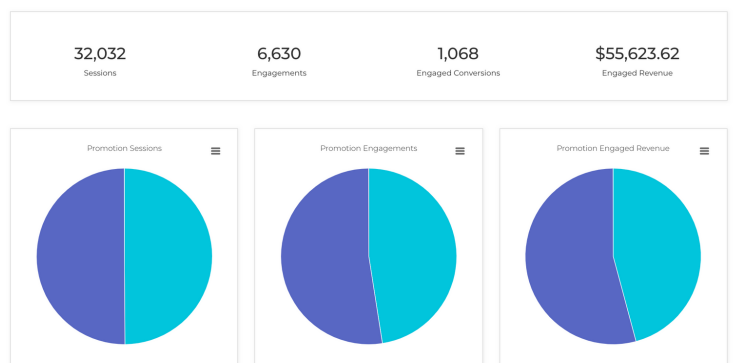 32,032 6,630 1,068 $55,623.62
Sessions Engagements Engaged Conversions Engaged Revenue
Promotion Sessions Promotion Engagements Promotion Engaged Revenue